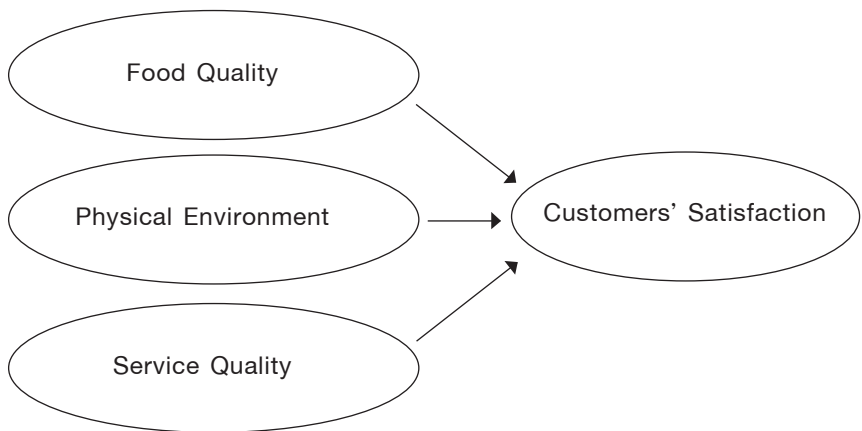 Food Quality
Physical Environment
Customers’ Satisfaction
Service Quality